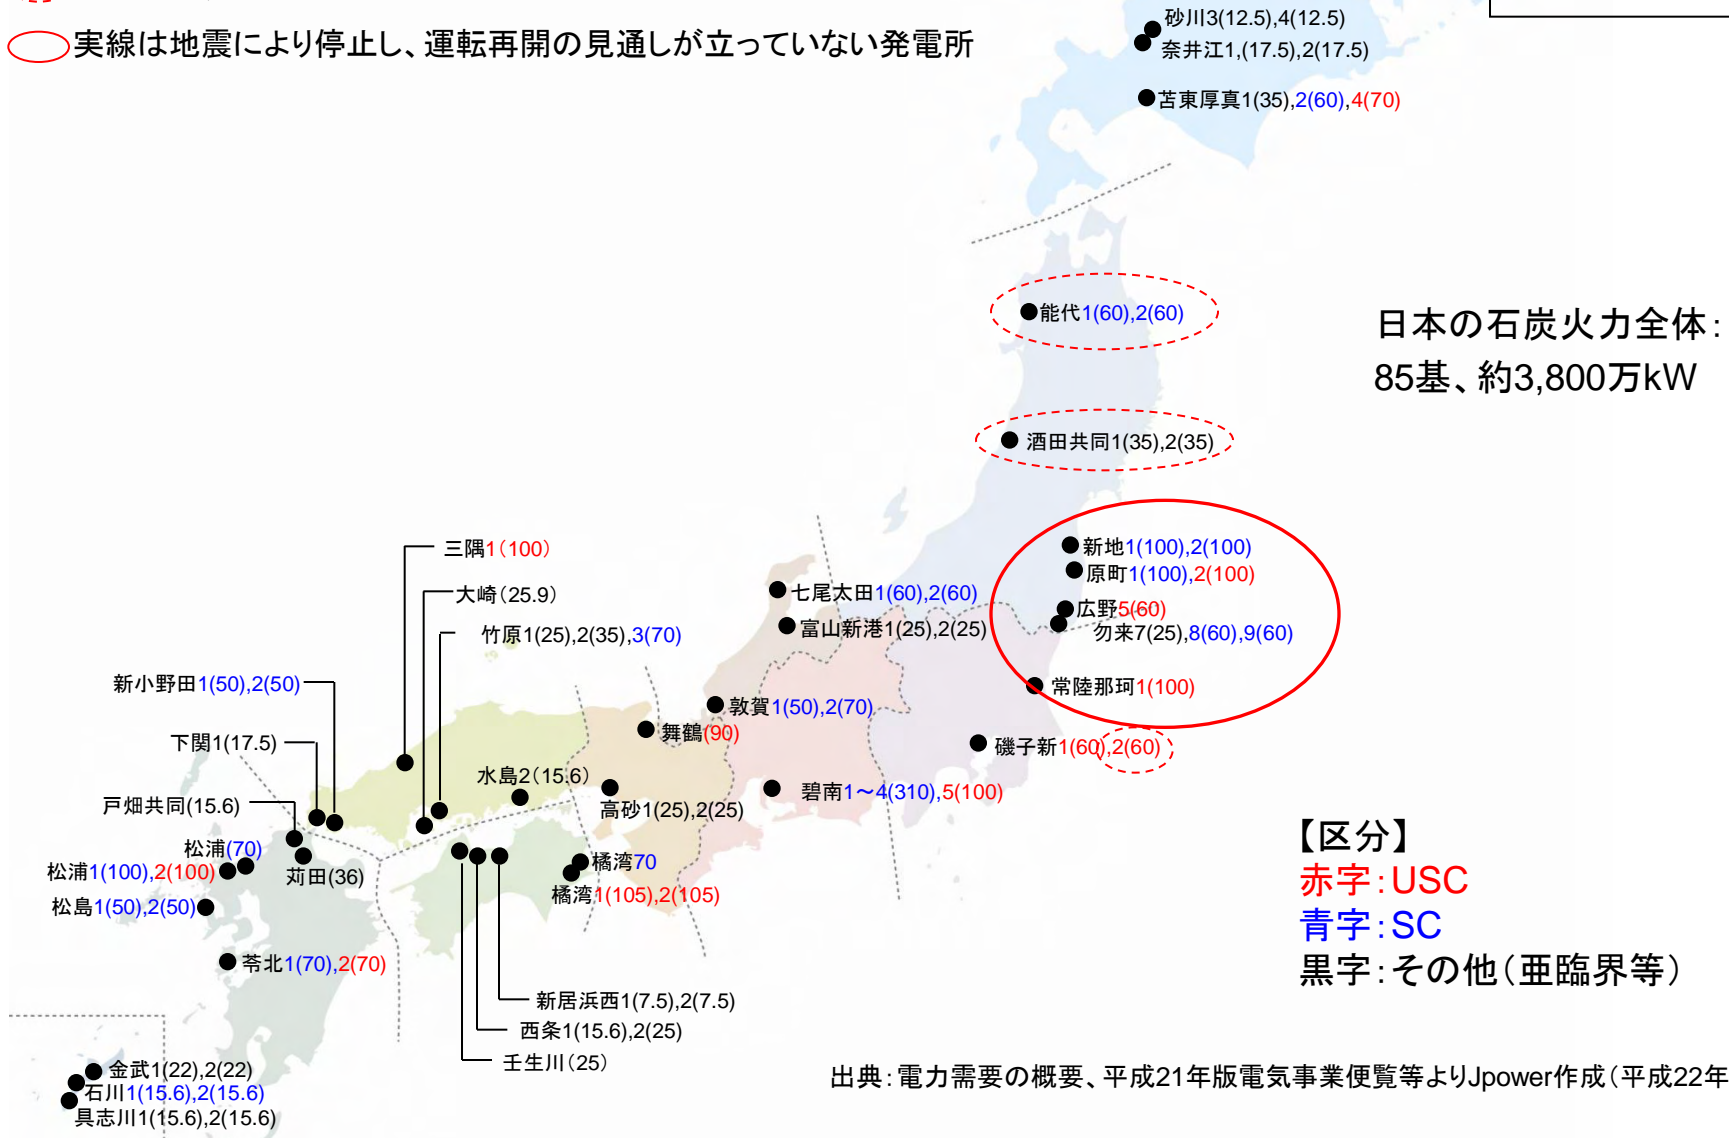 実線は地震により停止し、運転再開の見通しが立っていない発電所
砂川3(12.5),4(12.5)
奈井江1,(17.5),2(17.5)
苫東厚真1(35),2(60),4(70)
能代1(60),2(60)
日本の石炭火力全体:
85基、約3,800万kW
酒田共同1(35),2(35)
新地1(100),2(100)
原町1(100),2(100)
広野5(60)
勿来7(25),8(60),9(60)
常陸那珂1(100)
磯子新1(60),2(60)
三隅1(100)
大崎(25.9)
竹原1(25),2(35),3(70)
七尾太田1(60),2(60)
富山新港1(25),2(25)
新小野田1(50),2(50)
敦賀1(50),2(70)
舞鶴(90)
下関1(17.5)
水島2(15.6)
高砂1(25),2(25)
碧南1〜4(310),5(100)
戸畑共同(15.6)
松浦(70)
松浦1(100),2(100)
苅田(36)
松島1(50),2(50)
橘湾70
橘湾1(105),2(105)
苓北1(70),2(70)
新居浜西1(7.5),2(7.5)
西条1(15.6),2(25)
壬生川(25)
金武1(22),2(22)
石川1(15.6),2(15.6)
具志川1(15.6),2(15.6)
【区分】
赤字:USC
青字:SC
黒字:その他(亜臨界等)
出典:電力需要の概要、平成21年版電気事業便覧等よりJpower作成(平成22年